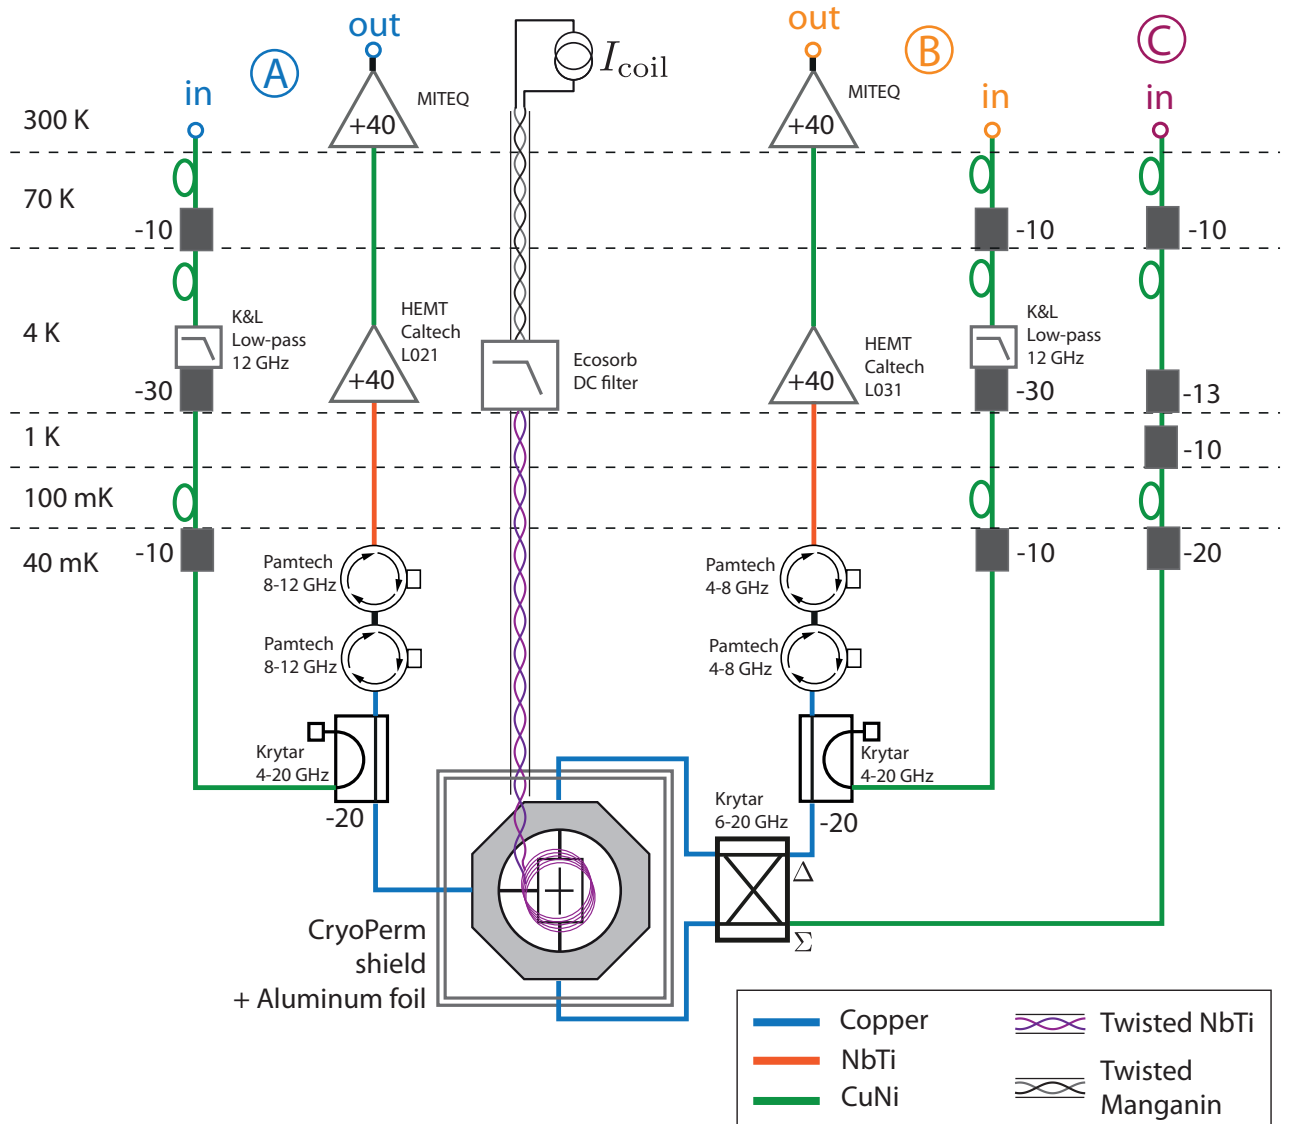 out
out
A
B
C
I coil
in
MITEQ
MITEQ
in
in
300 K
+40
+40
70 K
-10
-10
-10
4 K
K&L
Low-pass
12 GHz
HEMT
Caltech
L021
+40
Ecosorb
DC filter
HEMT
Caltech
L031
+40
K&L
Low-pass
12 GHz
-30
-30
-13
1 K
-10
100 mK
40 mK
-10
-10
-20
Pamtech
8-12 GHz
Pamtech
4-8 GHz
Pamtech
8-12 GHz
Pamtech
4-8 GHz
Krytar
4-20 GHz
-20
Krytar
6-20 GHz
Krytar
4-20 GHz
-20
Δ
Σ
CryoPerm
shield
+ Aluminum foil
Copper
NbTi
CuNi
Twisted NbTi
Twisted
Manganin